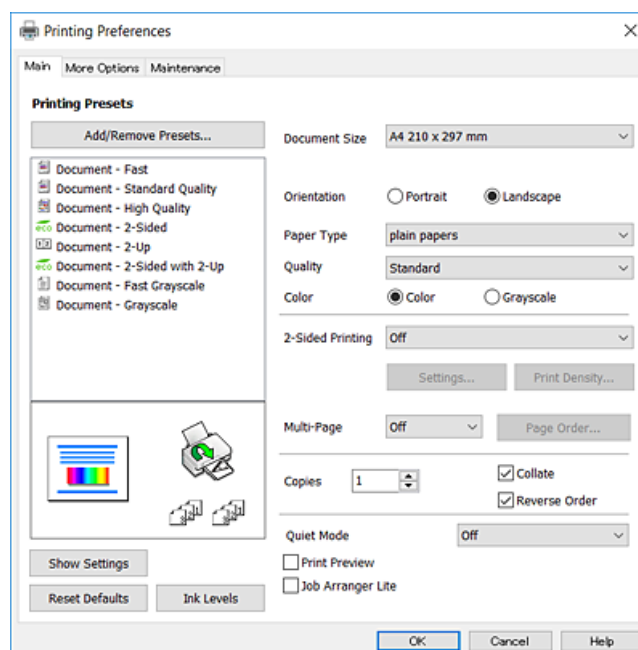 Printing Preferences
Main More Options Maintenance
Printing Presets
Add/Remove Presets...
Document - Fast
Document - Standard Quality
Document - High Quality
eco Document - 2-Sided
Document - 2-Up
eco Document - 2-Sided with 2-Up
Document - Fast Grayscale
Document - Grayscale
Show Settings
Reset Defaults Ink Levels
Document Size A4 210 x 297 mm
Orientation Portrait Landscape
Paper Type plain papers
Quality Standard
Color Color Grayscale
2-Sided Printing Off
Settings... Print Density...
Multi-Page Off Page Order...
Copies 1 Collate
Reverse Order
Quiet Mode Off
Print Preview
Job Arranger Lite
OK Cancel Help